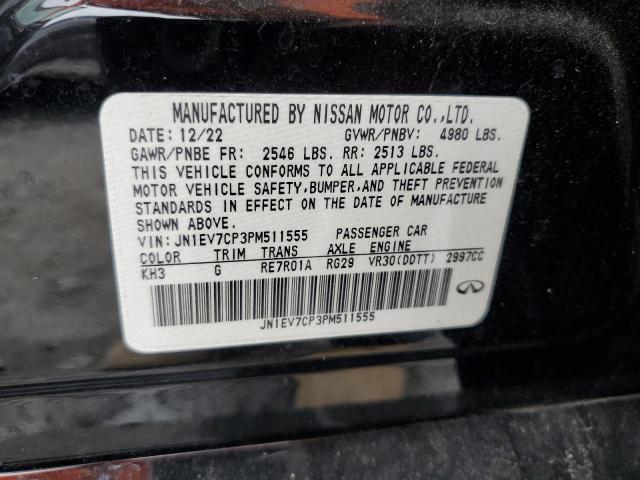 MANUFACTURED BY NISSAN MOTOR CO.,LTD.
DATE: 12/22 GVWR/PNBV: 4980 LBS.
GAWR/PNBE FR: 2546 LBS. RR: 2513 LBS.
THIS VEHICLE CONFORMS TO ALL APPLICABLE FEDERAL
MOTOR VEHICLE SAFETY,BUMPER,AND THEFT PREVENTION
STANDARDS IN EFFECT ON THE DATE OF MANUFACTURE
SHOWN ABOVE.
VIN: JN1EV7CP3PM511555 PASSENGER CAR
COLOR TRIM TRANS AXLE ENGINE
KH3 G RE7R01A RG29 VR30(DDTT) 2997CC
JN1EV7CP3PM511555